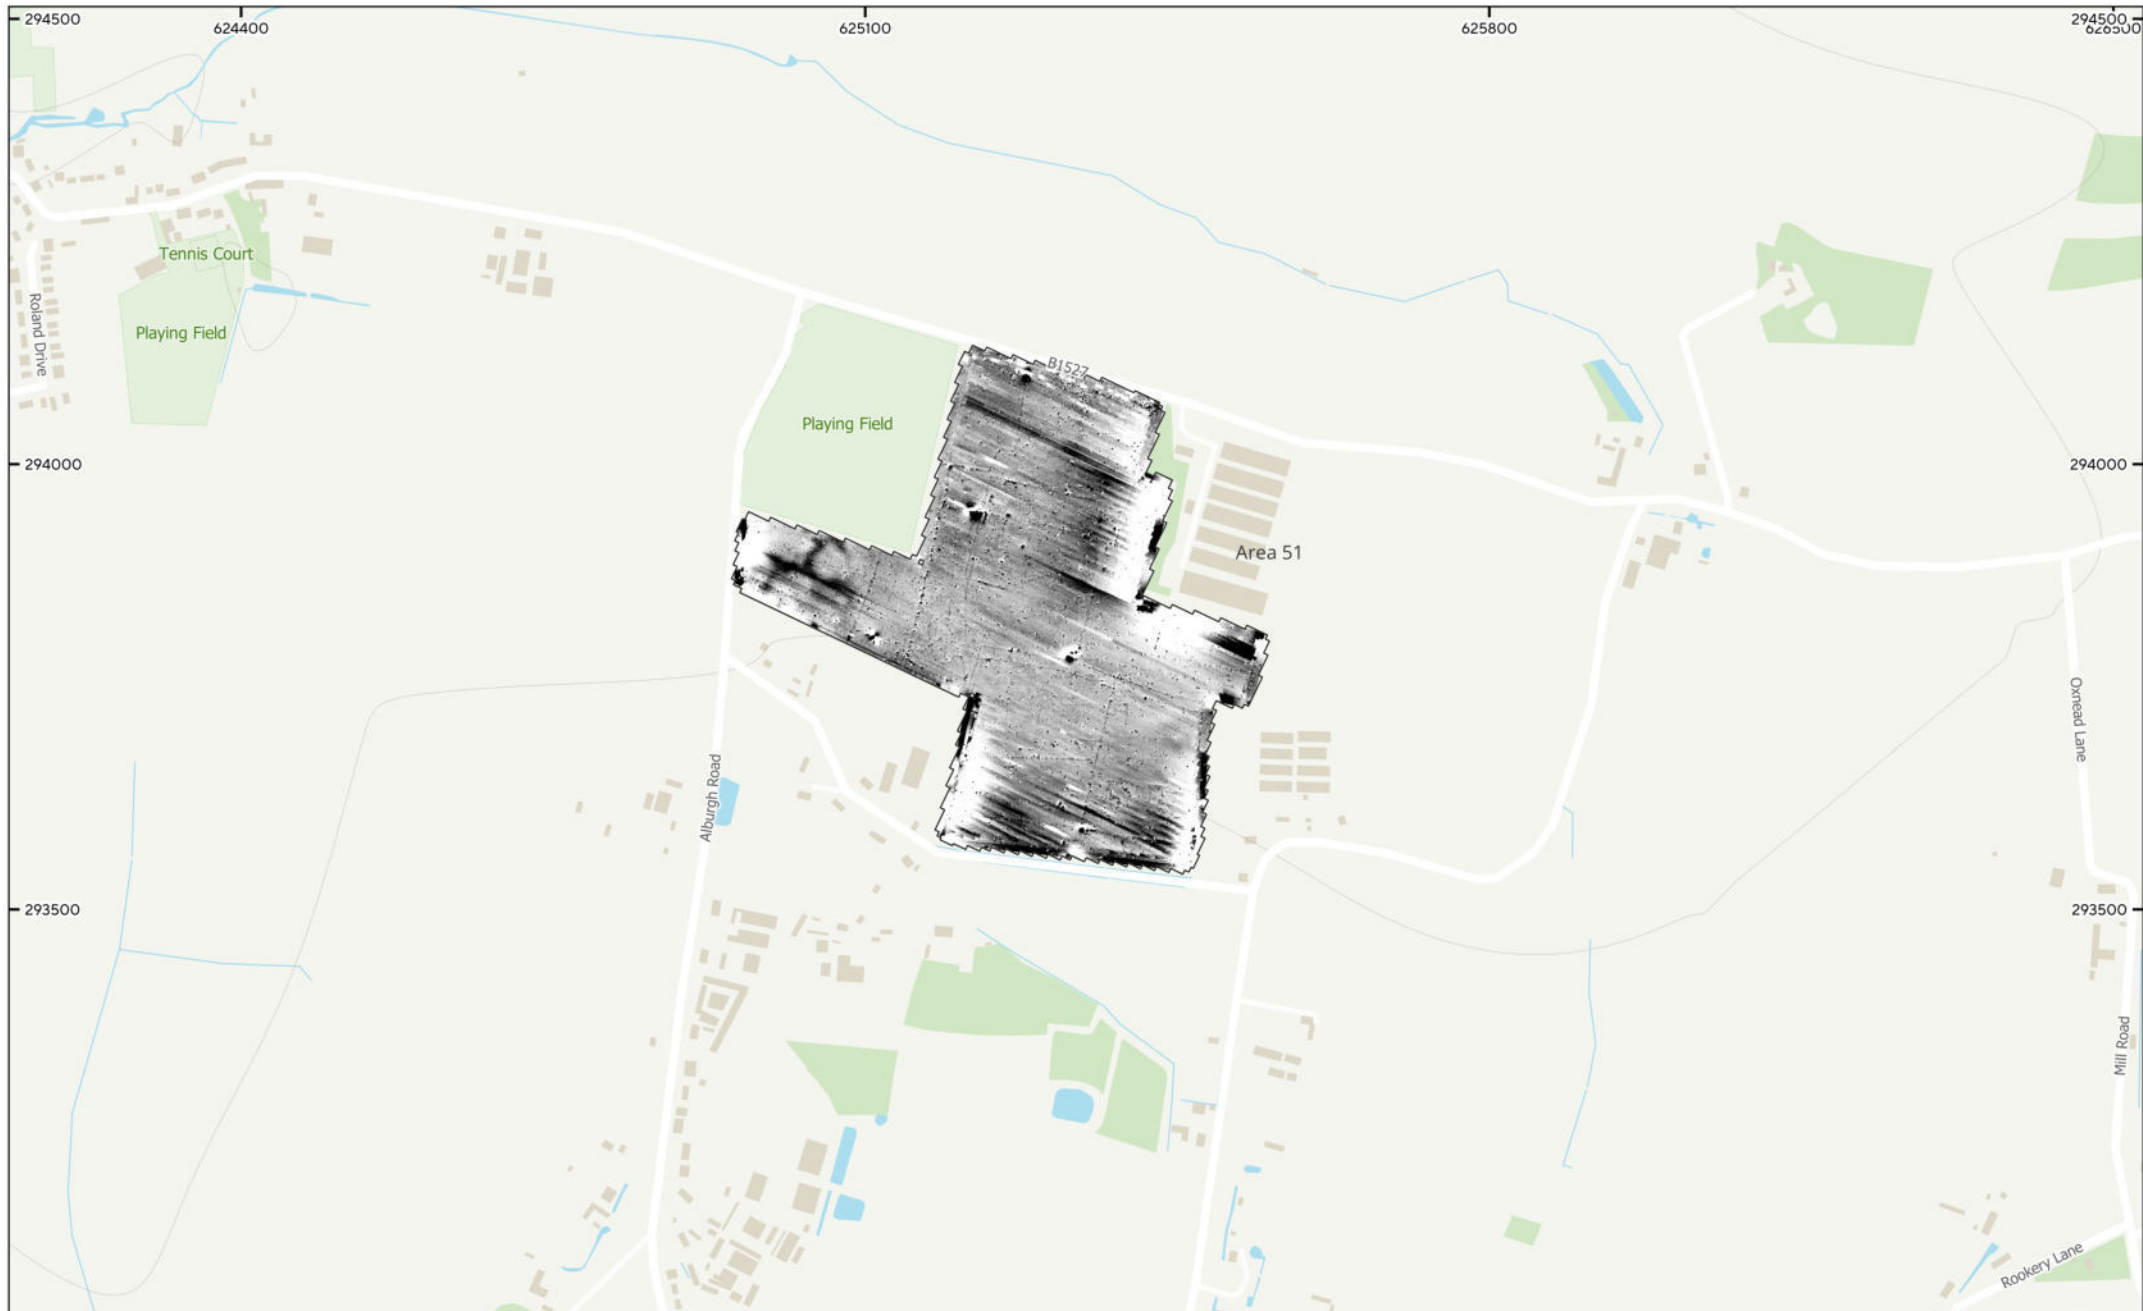 294500
294500
624400
625100
625800
626500
Tennis Court
Roland Drive
Playing Field
B1527
Playing Field
294000
294000
Area 51
Oxnead Lane
Alburgh Road
293500
293500
Mill Road
Rookery Lane